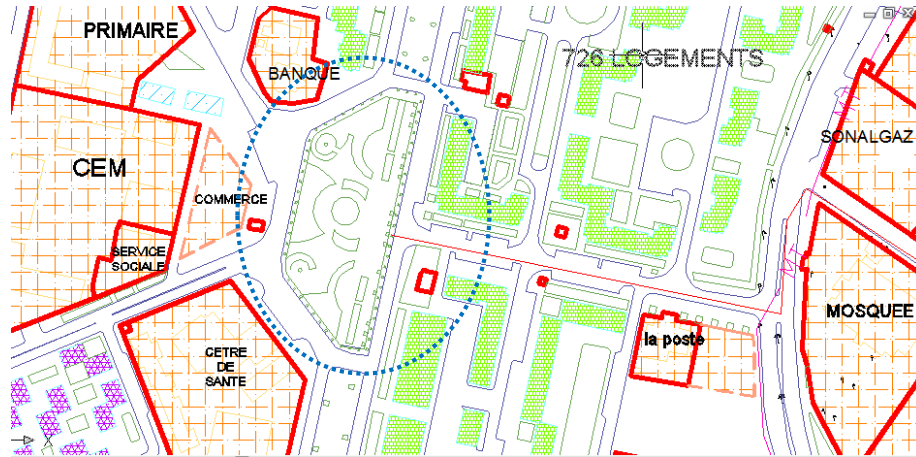 PRIMAIRE
BANQUE
726 LOGEMENTS
SONALGAZ
CEM
COMMERCE
SERVICE
SOCIALE
MOSQUEE
la poste
CETRE
DE
SANTE
X